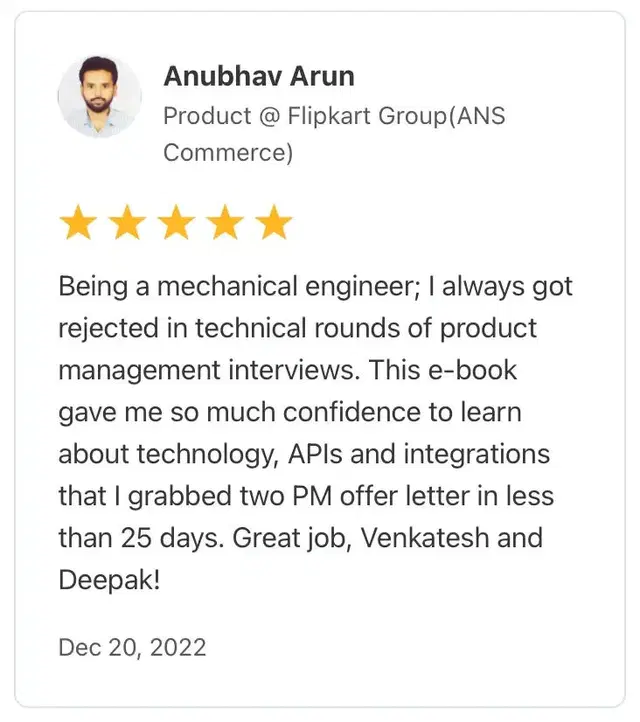 Anubhav Arun
Product @ Flipkart Group(ANS
Commerce)
Being a mechanical engineer; I always got
rejected in technical rounds of product
management interviews. This e-book
gave me so much confidence to learn
about technology, APIs and integrations
that I grabbed two PM offer letter in less
than 25 days. Great job, Venkatesh and
Deepak!
Dec 20, 2022